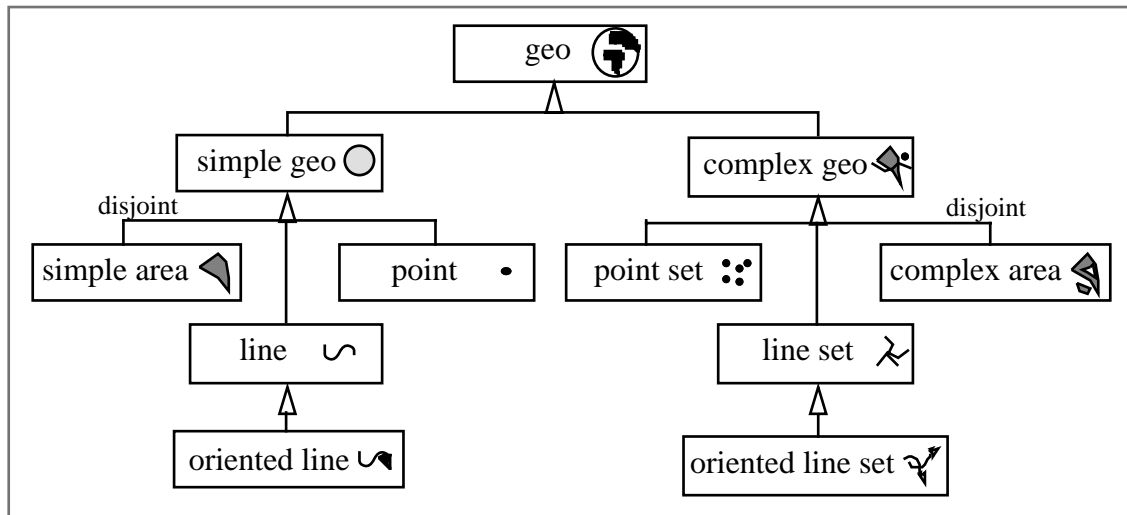 geo
simple geo
complex geo
disjoint
disjoint
simple area
point
point set
complex area
line
line set
oriented line
oriented line set